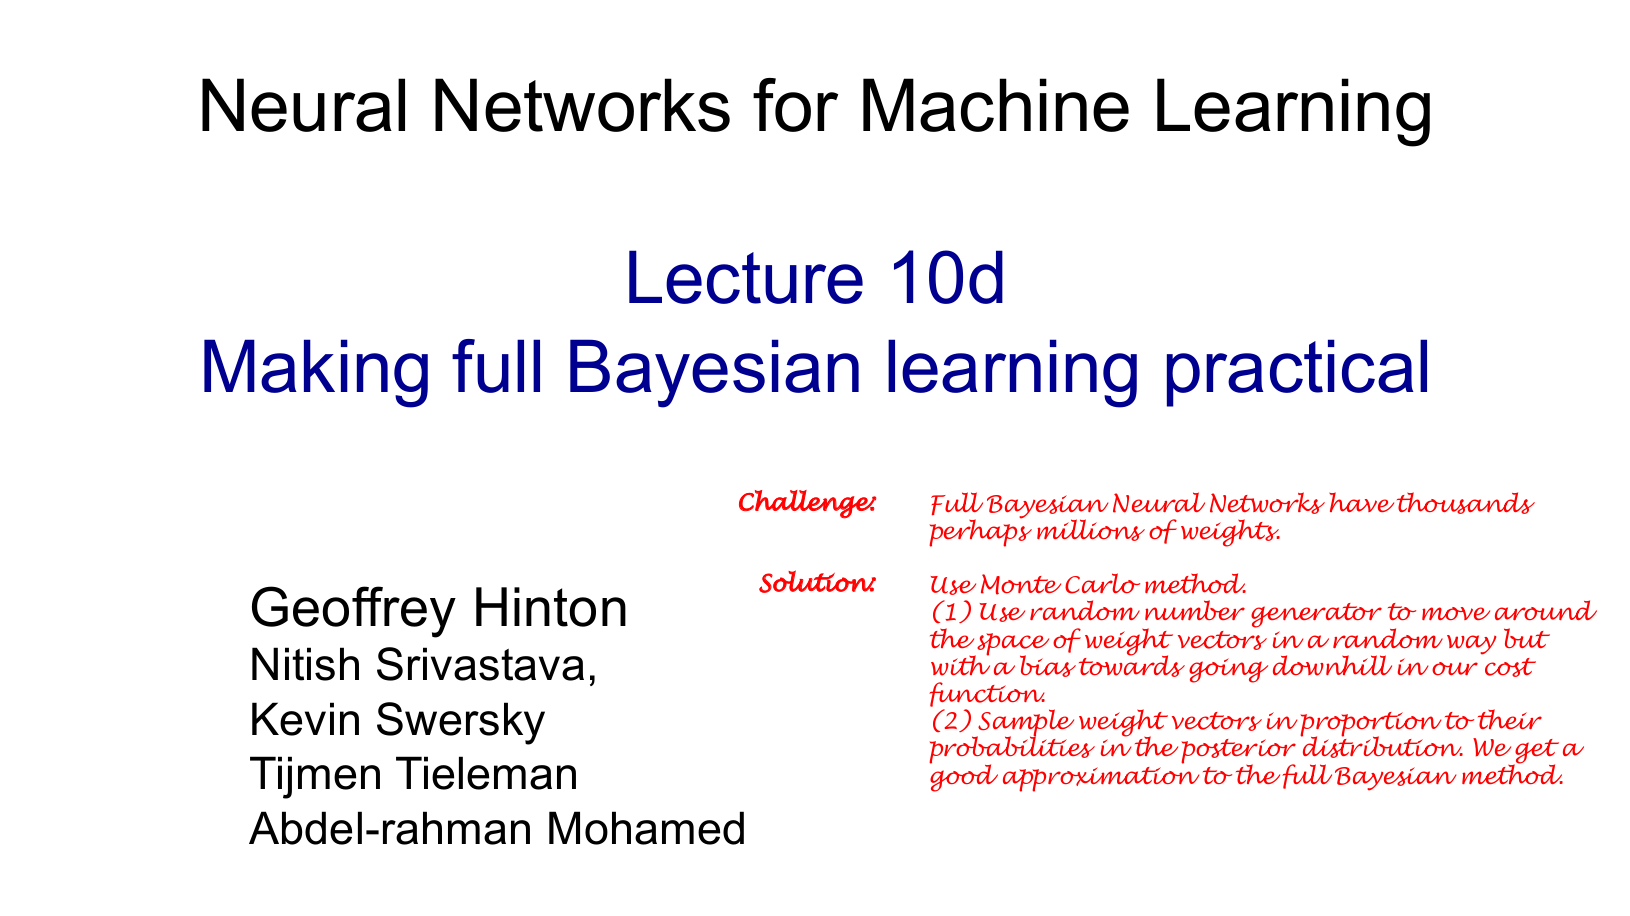 Neural Networks for Machine Learning
Lecture 10d
Making full Bayesian learning practical
Geoffrey Hinton
Nitish Srivastava,
Kevin Swersky
Tijmen Tieleman
Abdel-rahman Mohamed
Challenge:
Full Bayesian Neural Networks have thousands
perhaps millions of weights.
Solution:
Use Monte Carlo method.
(1) Use random number generator to move around
the space of weight vectors in a random way but
with a bias towards going downhill in our cost
function.
(2) Sample weight vectors in proportion to their
probabilities in the posterior distribution. We get a
good approximation to the full Bayesian method.